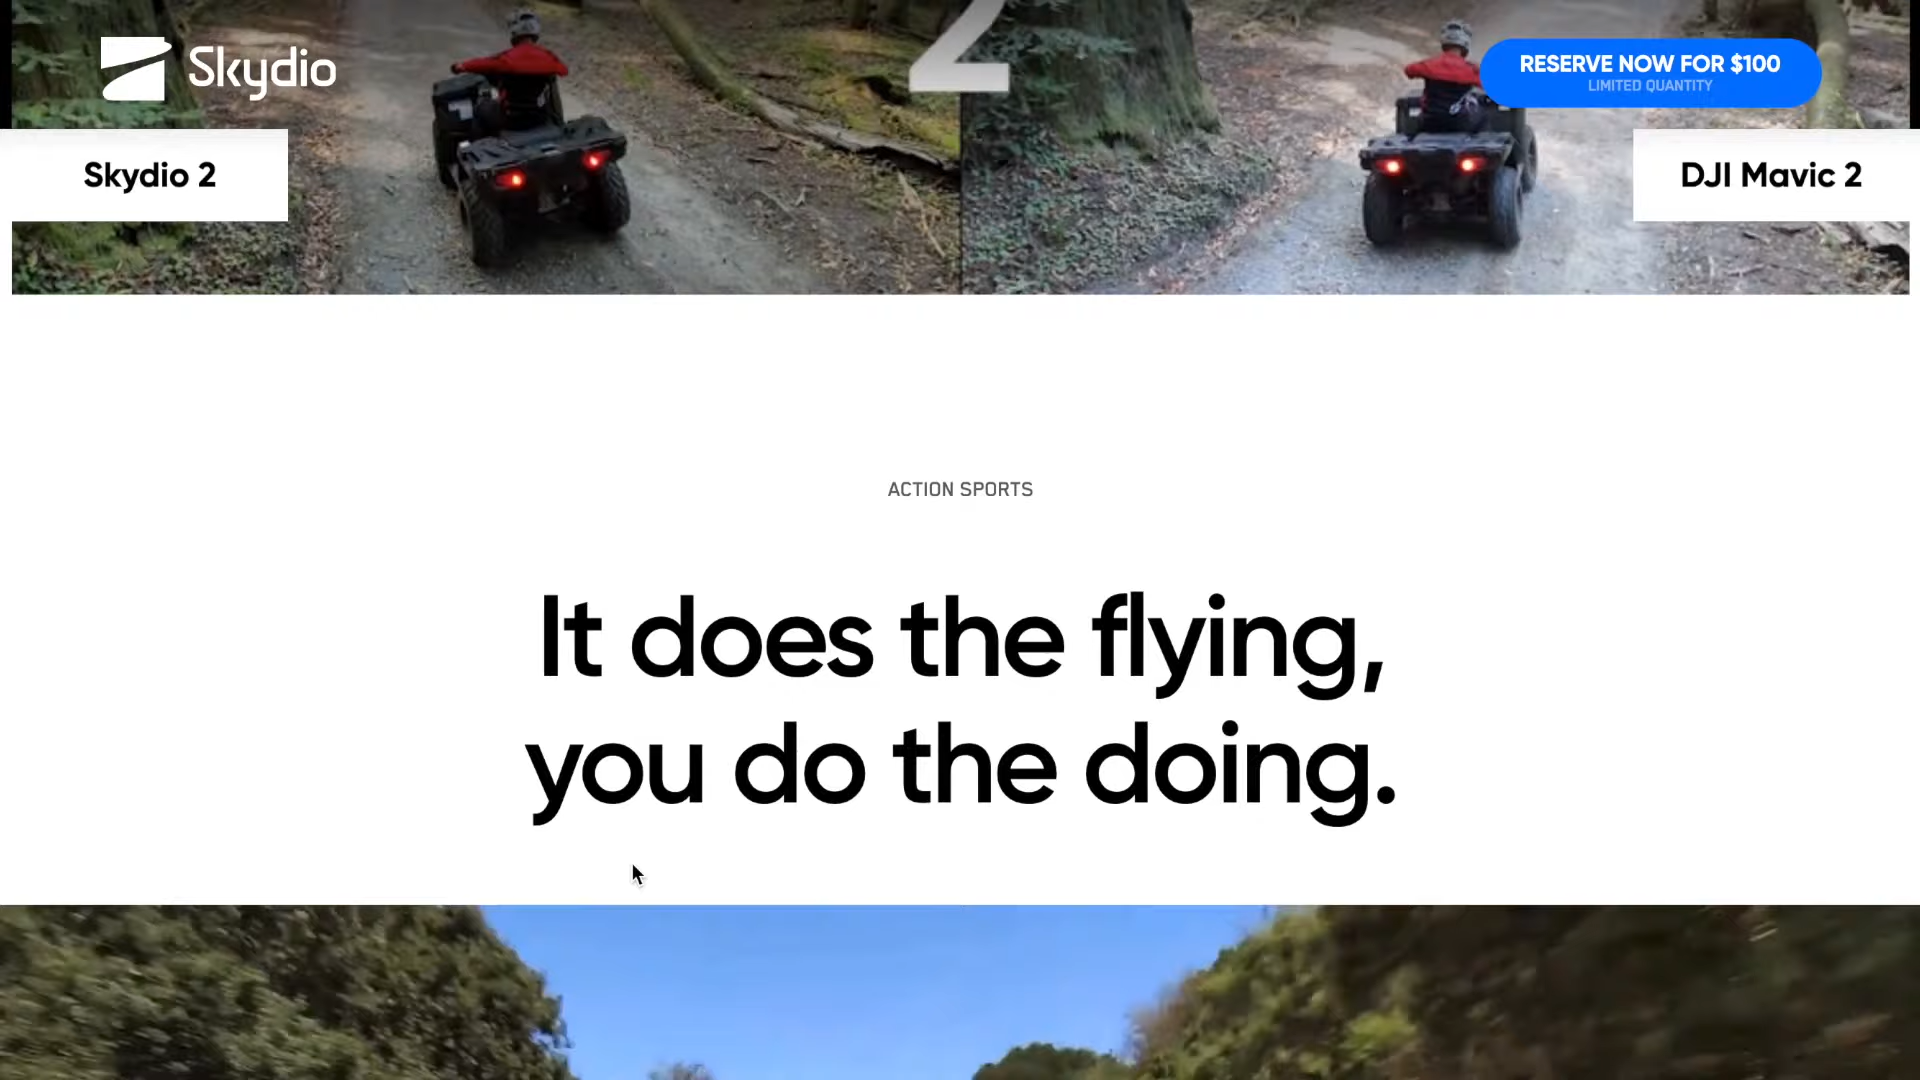 Skydio
2
RESERVE NOW FOR $100
LIMITED QUANTITY
Skydio 2
DJI Mavic 2
ACTION SPORTS
It does the flying,
you do the doing.